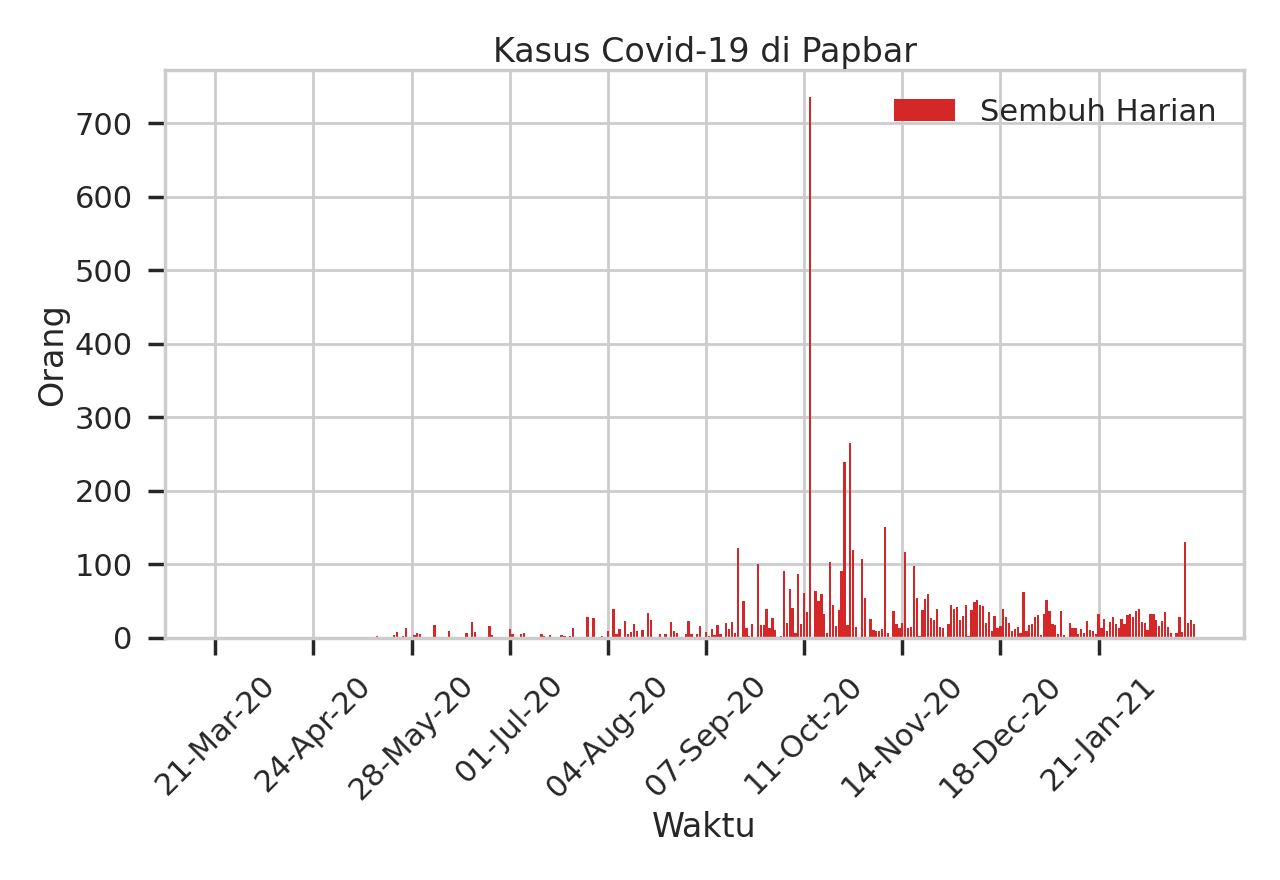 Kasus Covid-19 di Papbar
Sembuh Harian
700
600
500
400
300
200
100
0
Orang
21-Mar-20
24-Apr-20
28-May-20
01-Jul-20
04-Aug-20
07-Sep-20
11-Oct-20
14-Nov-20
18-Dec-20
21-Jan-21
Waktu